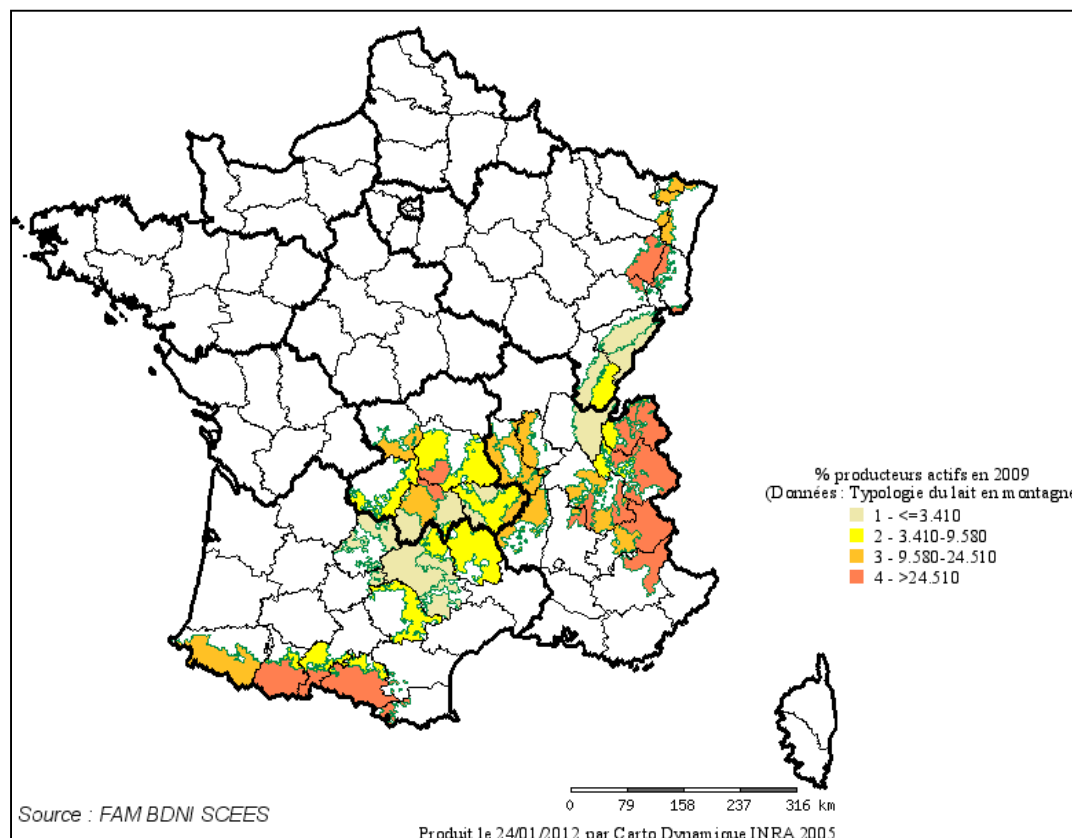 % producteurs actifs en 2009
(Données : Typologie du lait en montagne
1 - <=3.410
2 - 3.410-9.580
3 - 9.580-24.510
4 - >24.510
0 79 158 237 316 km
Source : FAM BDNI SCEES
Produit le 24/01/2012 par Carto Dynamique INRA 2005